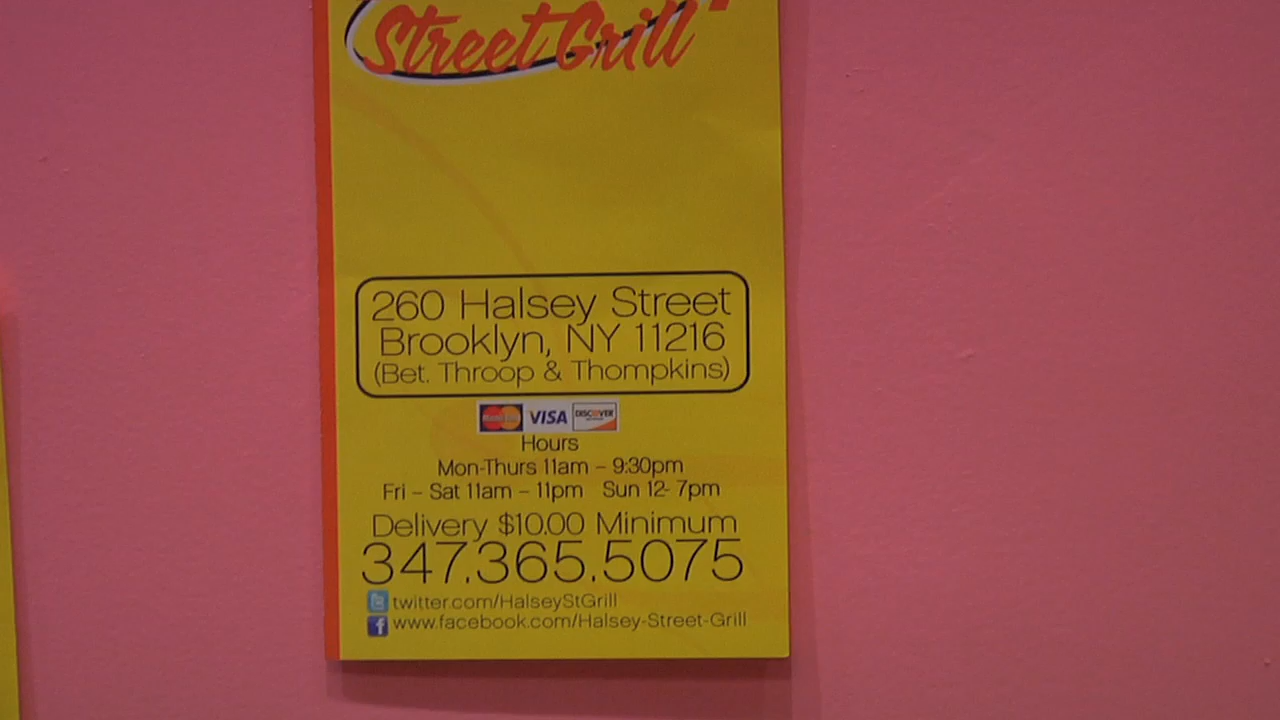 Street Grill
260 Halsey Street
Brooklyn, NY 11216
(Bet. Throop & Thompkins)
MasterCard VISA DISCOVER
Hours
Mon-Thurs 11am – 9:30pm
Fri – Sat 11am – 11pm Sun 12- 7pm
Delivery $10.00 Minimum
347.365.5075
twitter.com/HalseyStGrill
www.facebook.com/Halsey-Street-Grill